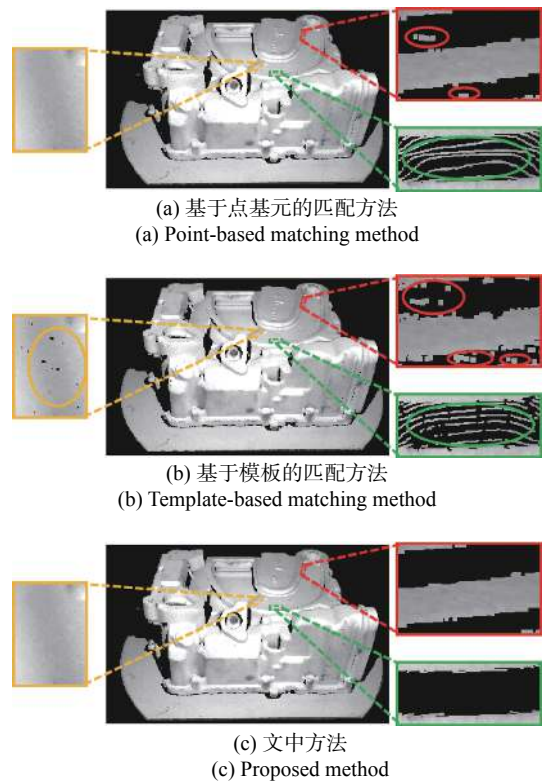 (a) 基于点基元的匹配方法
(a) Point-based matching method
(b) 基于模板的匹配方法
(b) Template-based matching method
(c) 文中方法
(c) Proposed method